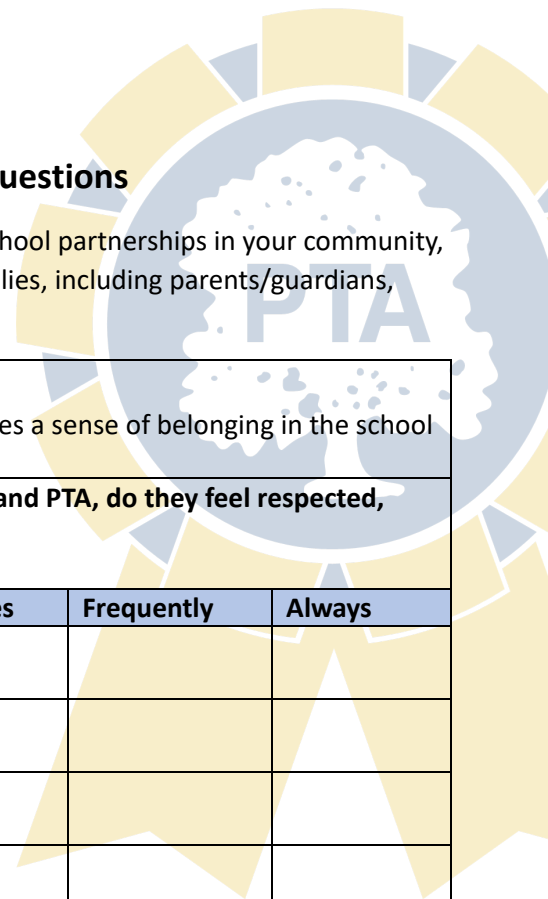 uestions
hool partnerships in your community,
lies, including parents/guardians,
PTA
es a sense of belonging in the school
and PTA, do they feel respected,
es Frequently Always